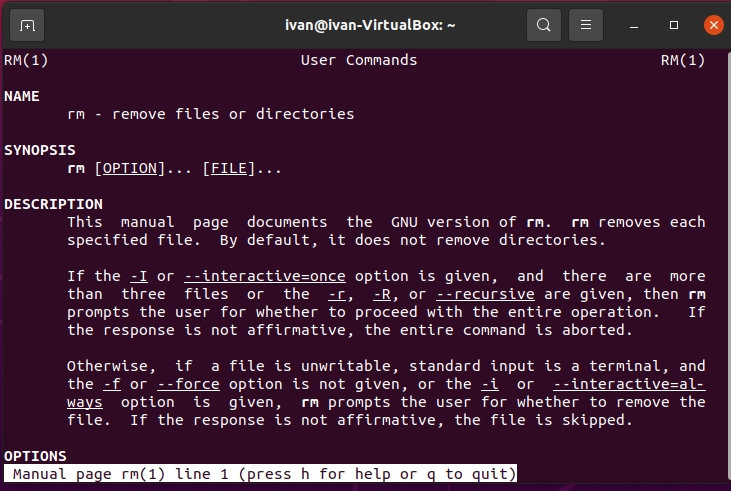 ivan@ivan-VirtualBox: ~
RM(1) User Commands RM(1)
NAME
rm - remove files or directories
SYNOPSIS
rm [OPTION]... [FILE]...
DESCRIPTION
This manual page documents the GNU version of rm. rm removes each
specified file. By default, it does not remove directories.
If the -I or --interactive=once option is given, and there are more
than three files or the -r, -R, or --recursive are given, then rm
prompts the user for whether to proceed with the entire operation. If
the response is not affirmative, the entire command is aborted.
Otherwise, if a file is unwritable, standard input is a terminal, and
the -f or --force option is not given, or the -i or --interactive=al-
ways option is given, rm prompts the user for whether to remove the
file. If the response is not affirmative, the file is skipped.
OPTIONS
Manual page rm(1) line 1 (press h for help or q to quit)